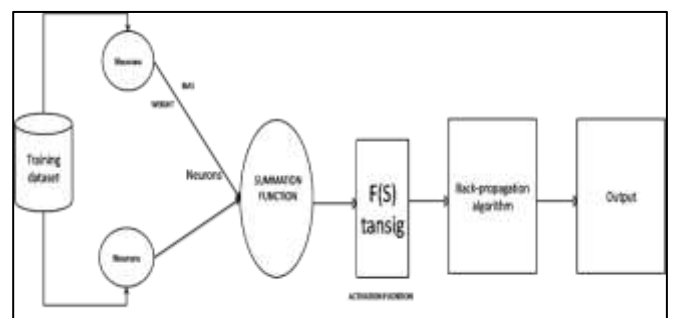 Neurons
BIAS
WEIGHT
Training
dataset
Neurons
SUMMATION
FUNCTION
F(S)
tansig
Back-propagation
algorithm
Output
Neurons
ACTIVATION FUNCTION